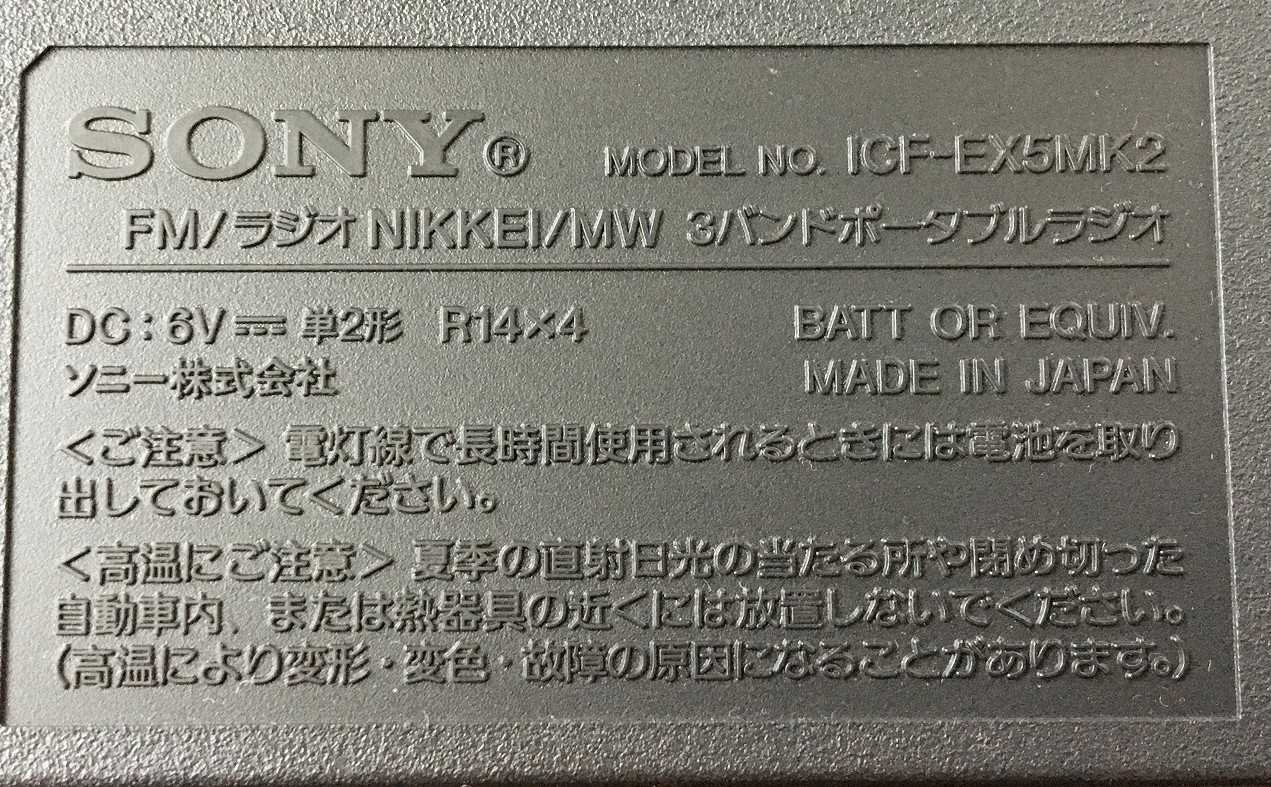 SONY® MODEL NO. ICF-EX5MK2
FM/ラジオNIKKEI/MW 3バンドポータブルラジオ
DC:6V⎓ 単2形 R14×4 BATT OR EQUIV.
ソニー株式会社 MADE IN JAPAN
<ご注意> 電灯線で長時間使用されるときには電池を取り
出しておいてください。
<高温にご注意> 夏季の直射日光の当たる所や閉め切った
自動車内、または熱器具の近くには放置しないでください。
(高温により変形・変色・故障の原因になることがあります。)